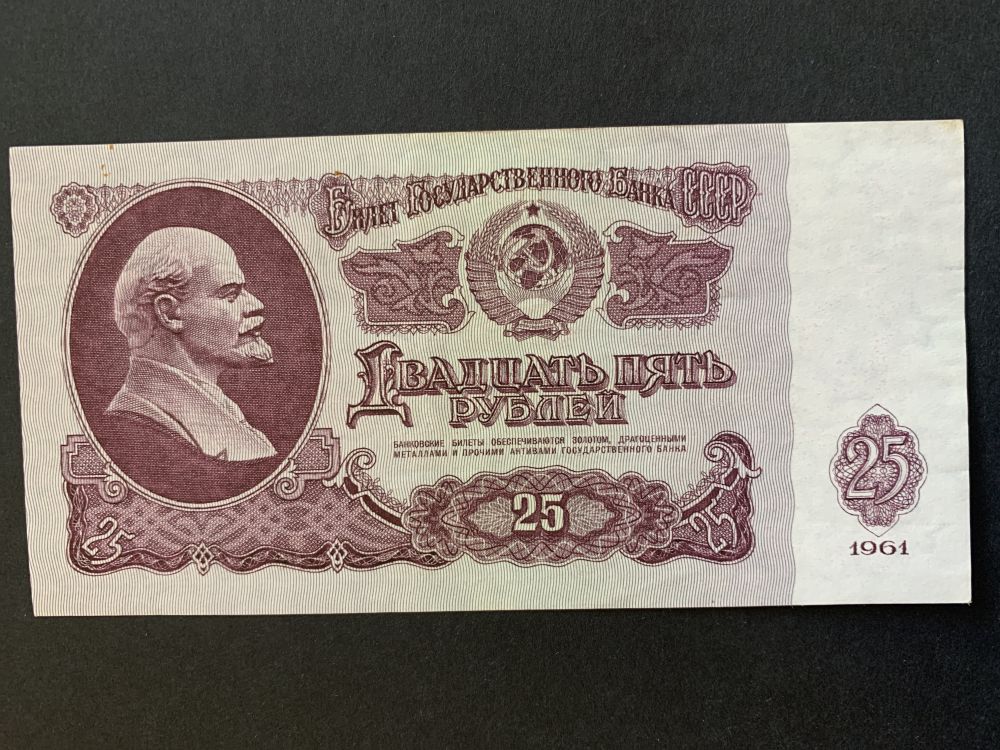 Билет Государственного Банка СССР
Двадцать пять
рублей
БАНКОВСКИЕ БИЛЕТЫ ОБЕСПЕЧИВАЮТСЯ ЗОЛОТОМ, ДРАГОЦЕННЫМИ
МЕТАЛЛАМИ И ПРОЧИМИ АКТИВАМИ ГОСУДАРСТВЕННОГО БАНКА
25
25
25
25
1961